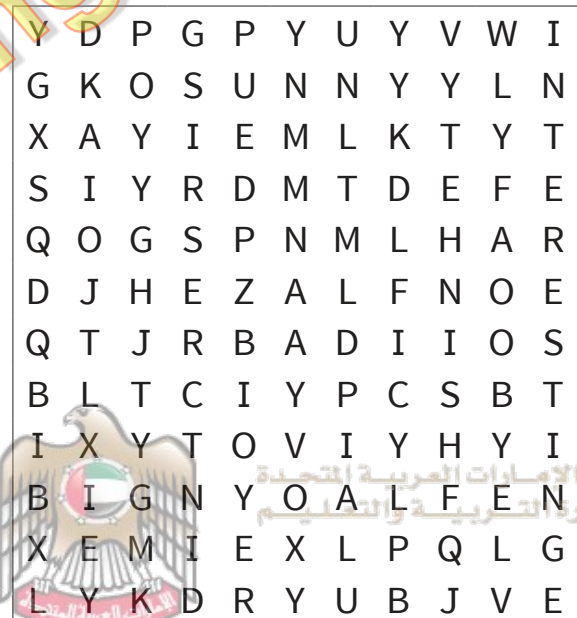 Y D P G P Y U Y V W I
G K O S U N N Y Y L N
X A Y I E M L K T Y T
S I Y R D M T D E F E
Q O G S P N M L H A R
D J H E Z A L F N O E
Q T J R B A D I I O S
B L T C I Y P C S B T
I X Y T O V I Y H Y I
B I G N Y O A L F E N
X E M I E X L P Q L G
L Y K D R Y U B J V E